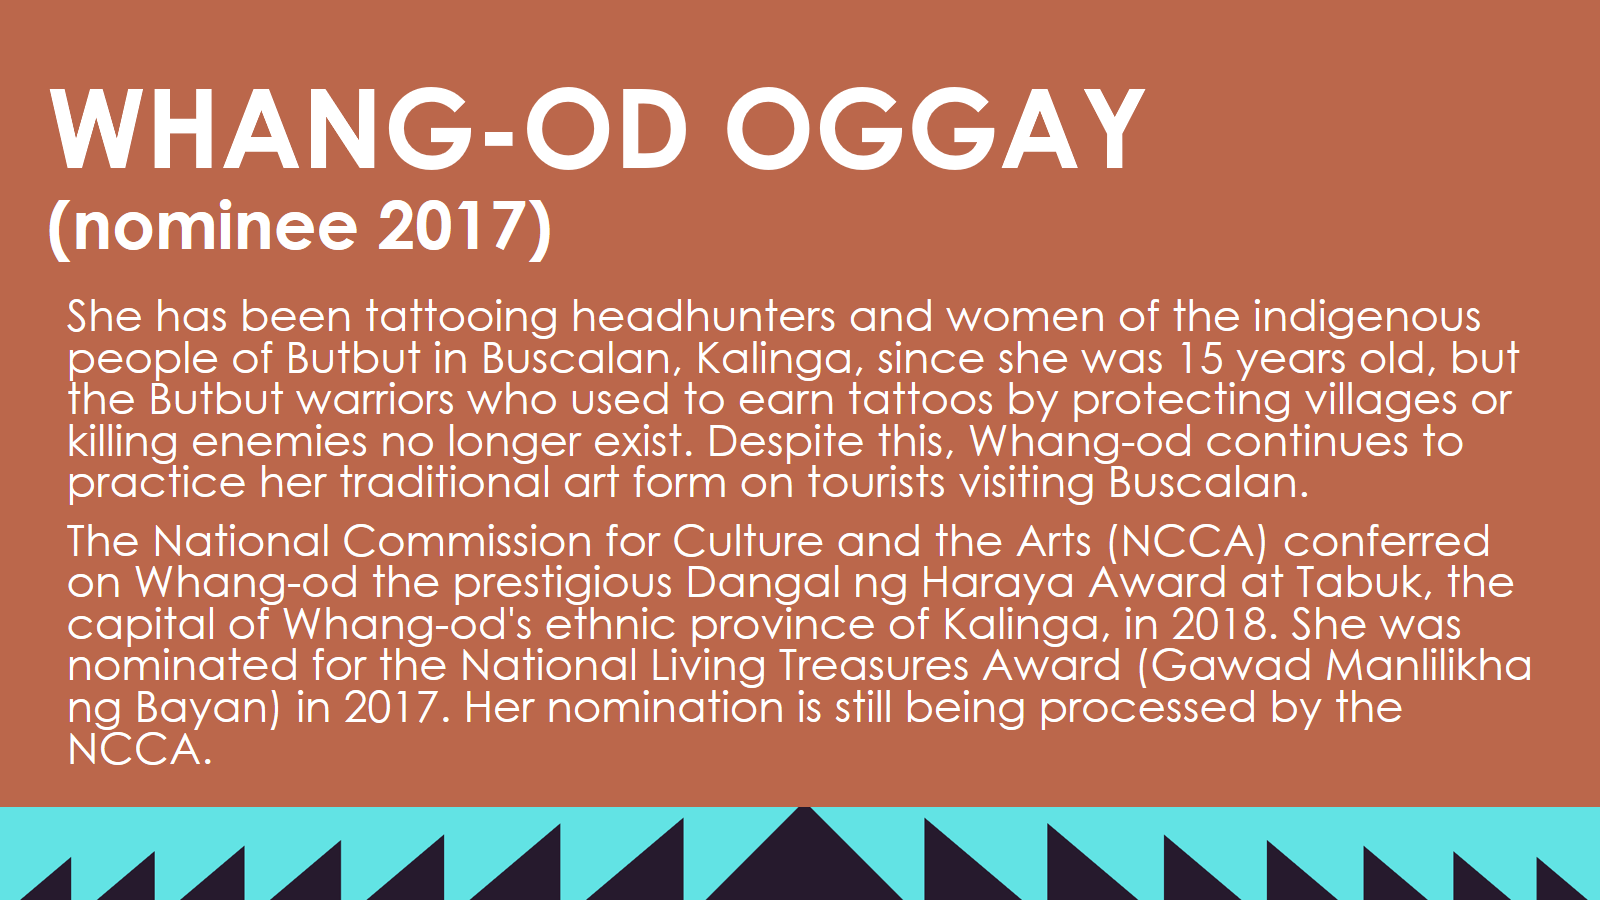 WHANG-OD OGGAY
(nominee 2017)
She has been tattooing headhunters and women of the indigenous
people of Butbut in Buscalan, Kalinga, since she was 15 years old, but
the Butbut warriors who used to earn tattoos by protecting villages or
killing enemies no longer exist. Despite this, Whang-od continues to
practice her traditional art form on tourists visiting Buscalan.
The National Commission for Culture and the Arts (NCCA) conferred
on Whang-od the prestigious Dangal ng Haraya Award at Tabuk, the
capital of Whang-od's ethnic province of Kalinga, in 2018. She was
nominated for the National Living Treasures Award (Gawad Manlilikha
ng Bayan) in 2017. Her nomination is still being processed by the
NCCA.